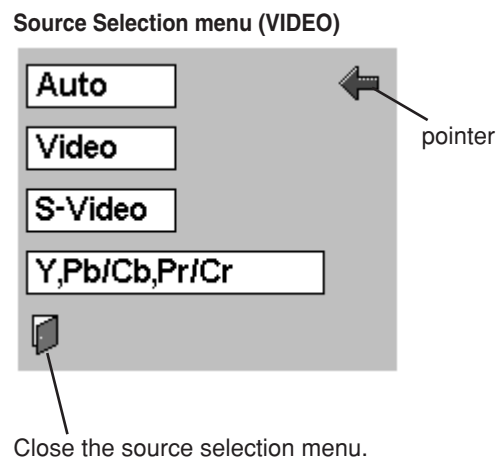 Source Selection menu (VIDEO)
Auto
pointer
Video
S-Video
Y,Pb/Cb,Pr/Cr
Close the source selection menu.